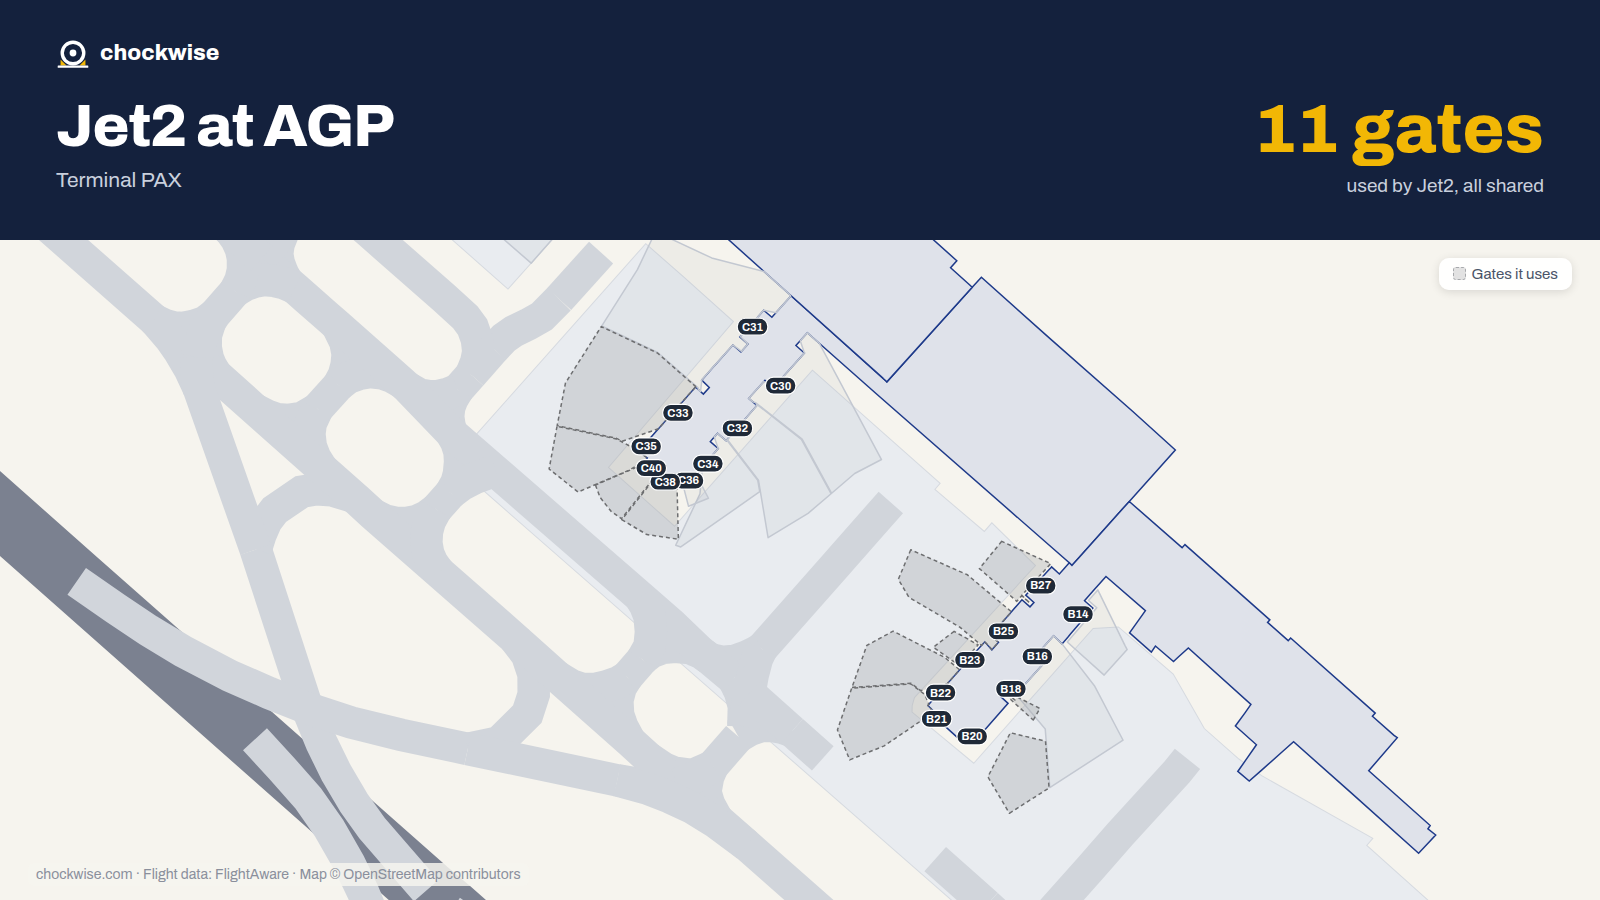 chockwise
Jet2 at AGP
Terminal PAX
11 gates
used by Jet2, all shared
Gates it uses
C31
C30
C33
C32
C35
C34
C40
C38
C36
B27
B14
B25
B16
B23
B18
B22
B21
B20
chockwise.com · Flight data: FlightAware · Map © OpenStreetMap contributors